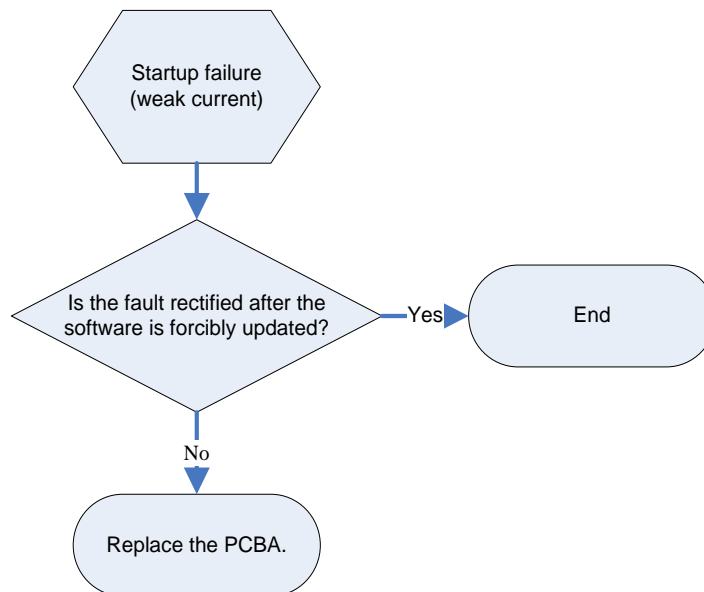 Startup failure
(weak current)
Is the fault rectified after the
software is forcibly updated?
Yes
End
No
Replace the PCBA.